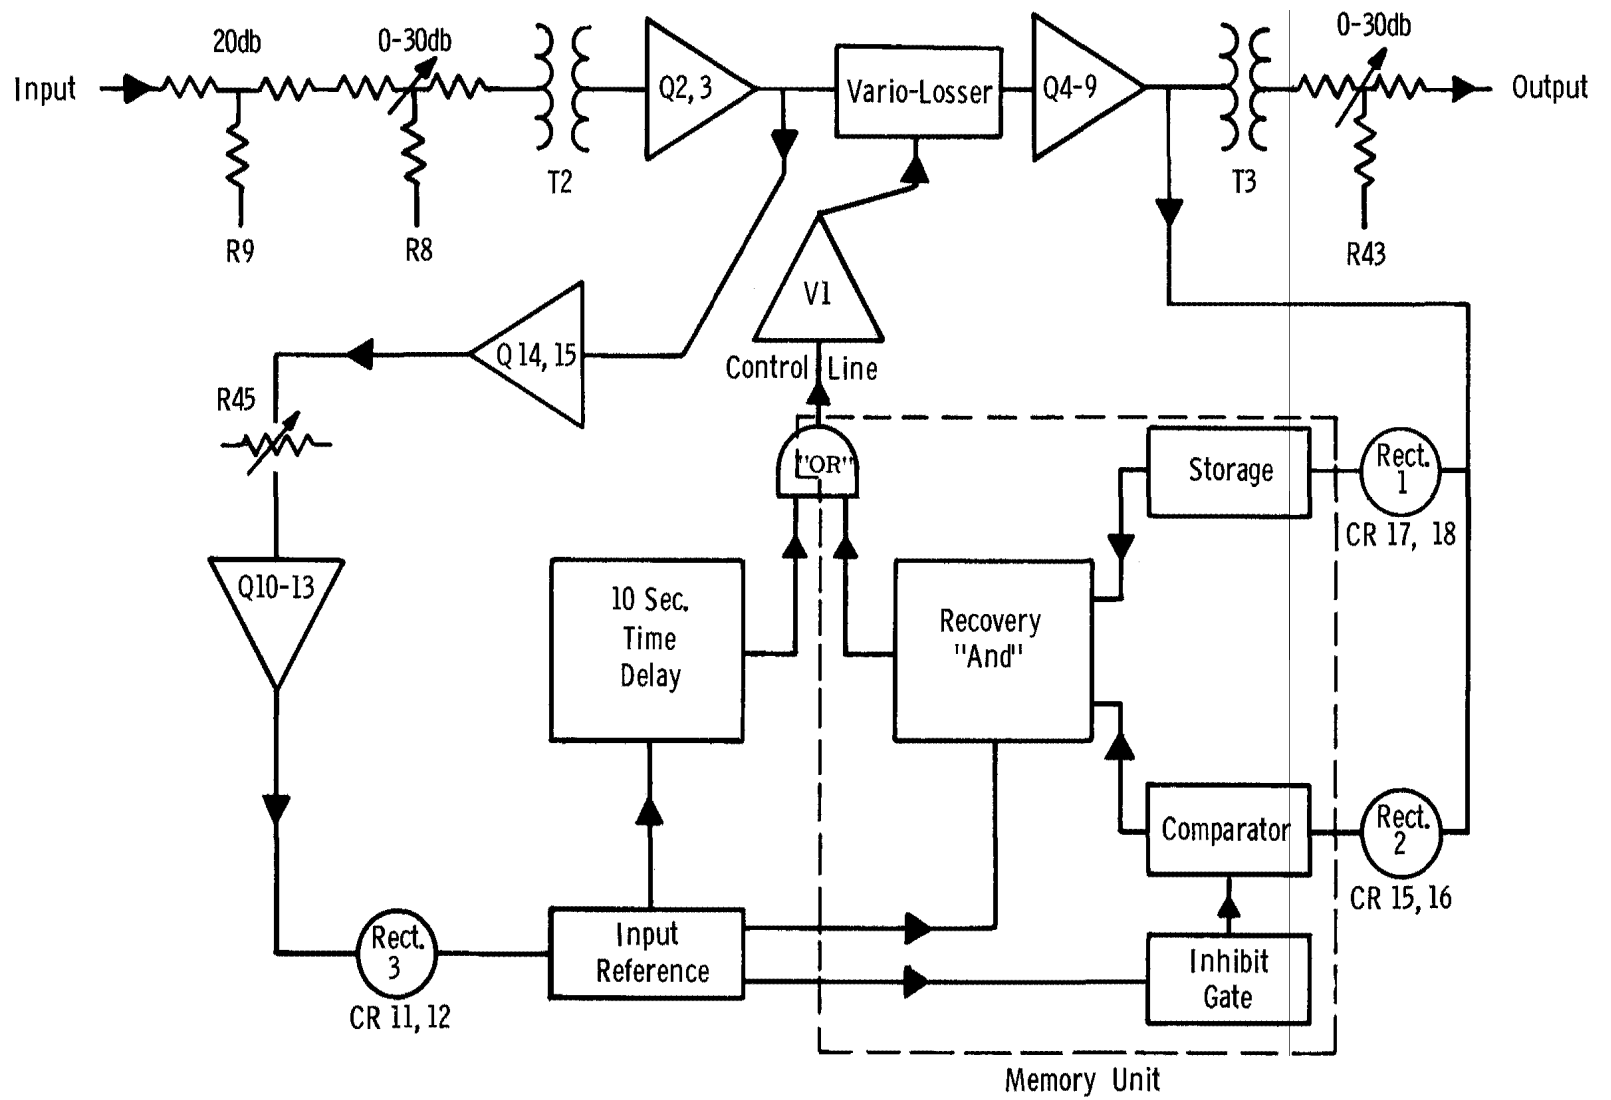 20db
0-30db
0-30db
Input
Q2, 3
Vario-Losser
Q4-9
Output
T2
T3
R9
R8
R43
V1
Q14, 15
Control Line
R45
"OR"
Storage
Rect.
1
CR 17, 18
Q10-13
10 Sec.
Time
Delay
Recovery
"And"
Comparator
Rect.
2
CR 15, 16
Rect.
3
Input
Reference
Inhibit
Gate
CR 11, 12
Memory Unit